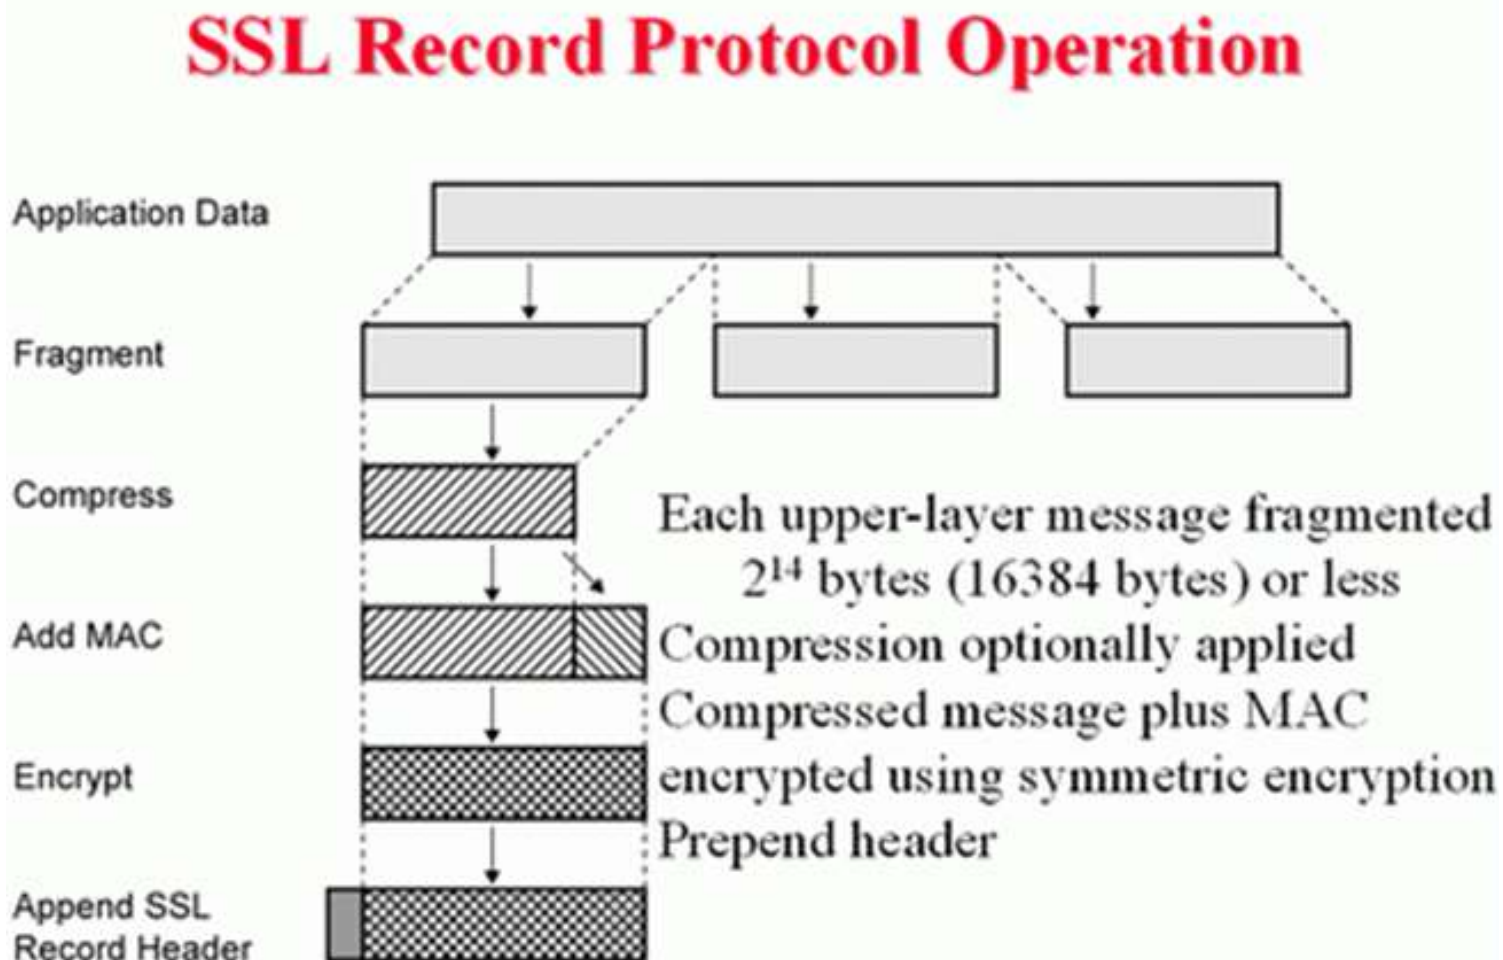 SSL Record Protocol Operation
Application Data
Fragment
Compress
Add MAC
Encrypt
Append SSL
Record Header
Each upper-layer message fragmented
2¹⁴ bytes (16384 bytes) or less
Compression optionally applied
Compressed message plus MAC
encrypted using symmetric encryption
Prepend header